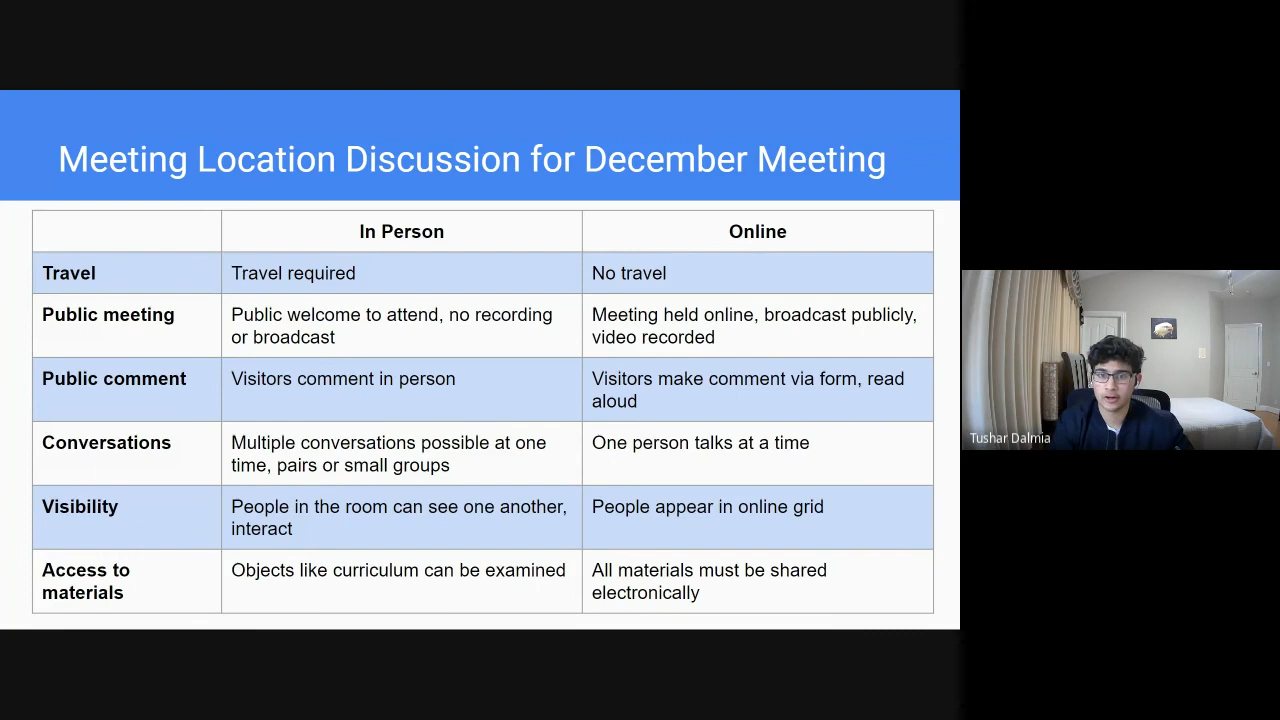 Meeting Location Discussion for December Meeting
In Person
Online
Travel
Travel required
No travel
Public meeting
Public welcome to attend, no recording
or broadcast
Meeting held online, broadcast publicly,
video recorded
Public comment
Visitors comment in person
Visitors make comment via form, read
aloud
Conversations
Multiple conversations possible at one
time, pairs or small groups
One person talks at a time
Visibility
People in the room can see one another,
interact
People appear in online grid
Access to
materials
Objects like curriculum can be examined
All materials must be shared
electronically
Tushar Dalmia